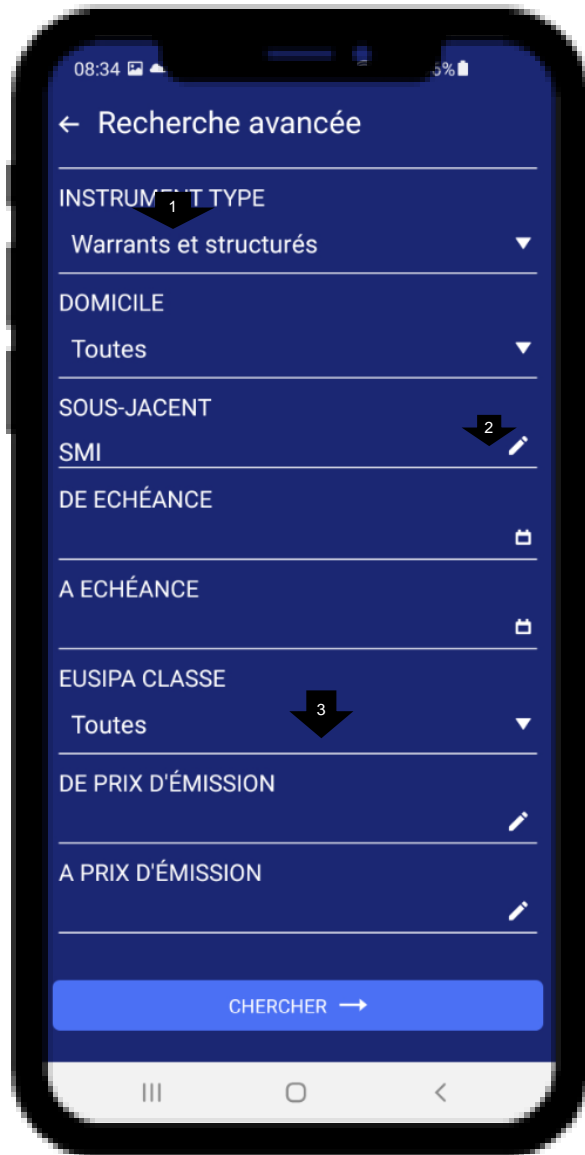 08:34
5%
← Recherche avancée
INSTRUMENT TYPE
1
Warrants et structurés
DOMICILE
Toutes
SOUS-JACENT
2
SMI
DE ECHÉANCE
A ECHÉANCE
EUSIPA CLASSE
3
Toutes
DE PRIX D'ÉMISSION
A PRIX D'ÉMISSION
CHERCHER →